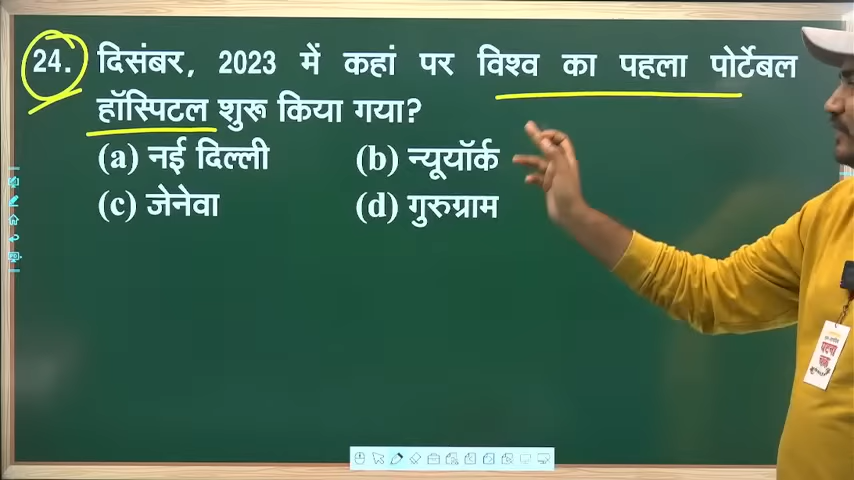 24. दिसंबर, 2023 में कहां पर विश्व का पहला पोर्टेबल
हॉस्पिटल शुरू किया गया?
(a) नई दिल्ली (b) न्यूयॉर्क
(c) जेनेवा (d) गुरुग्राम